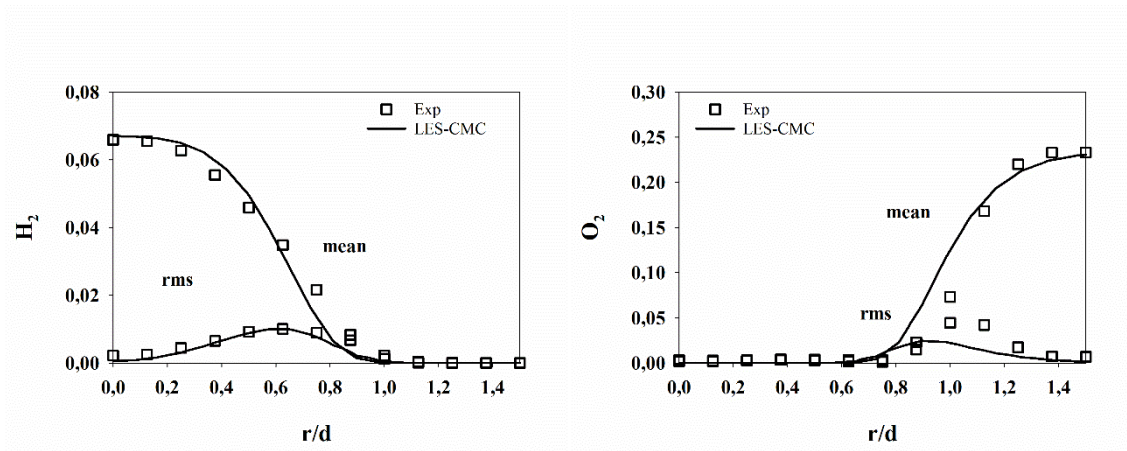 0,08
0,06
0,04
0,02
0,00
H2
Exp
LES-CMC
mean
rms
0,0 0,2 0,4 0,6 0,8 1,0 1,2 1,4
r/d
0,30
0,25
0,20
0,15
0,10
0,05
0,00
O2
Exp
LES-CMC
mean
rms
0,0 0,2 0,4 0,6 0,8 1,0 1,2 1,4
r/d